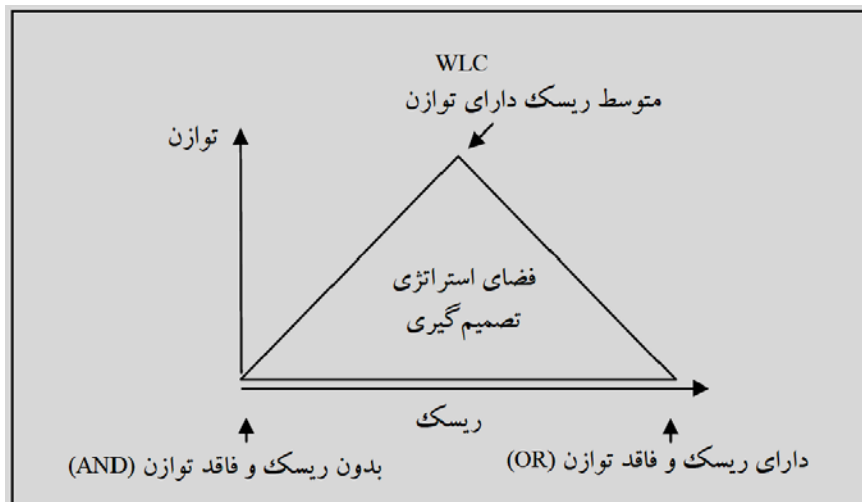 WLC
متوسط ریسک دارای توازن
توازن
فضای استراتژی
تصمیم‌گیری
ریسک
دارای ریسک و فاقد توازن (OR)
بدون ریسک و فاقد توازن (AND)